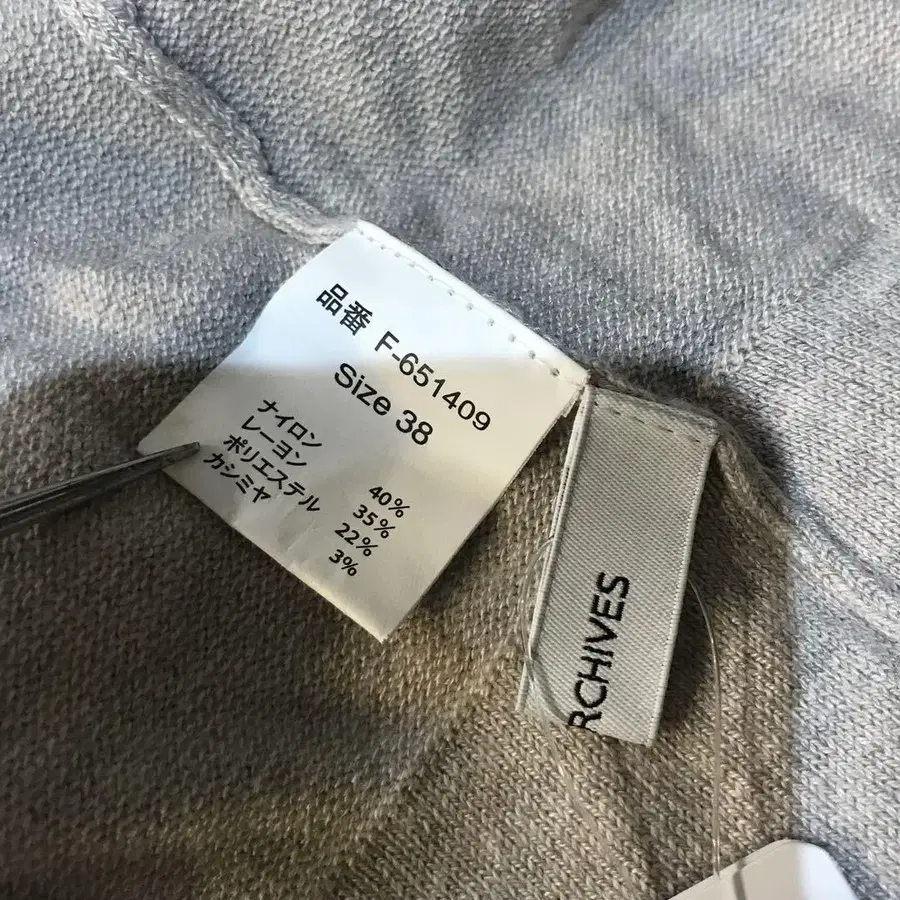 品番 F-651409
Size 38
ナイロン 40%
レーヨン 35%
ポリエステル 22%
カシミヤ 3%
RCHIVES